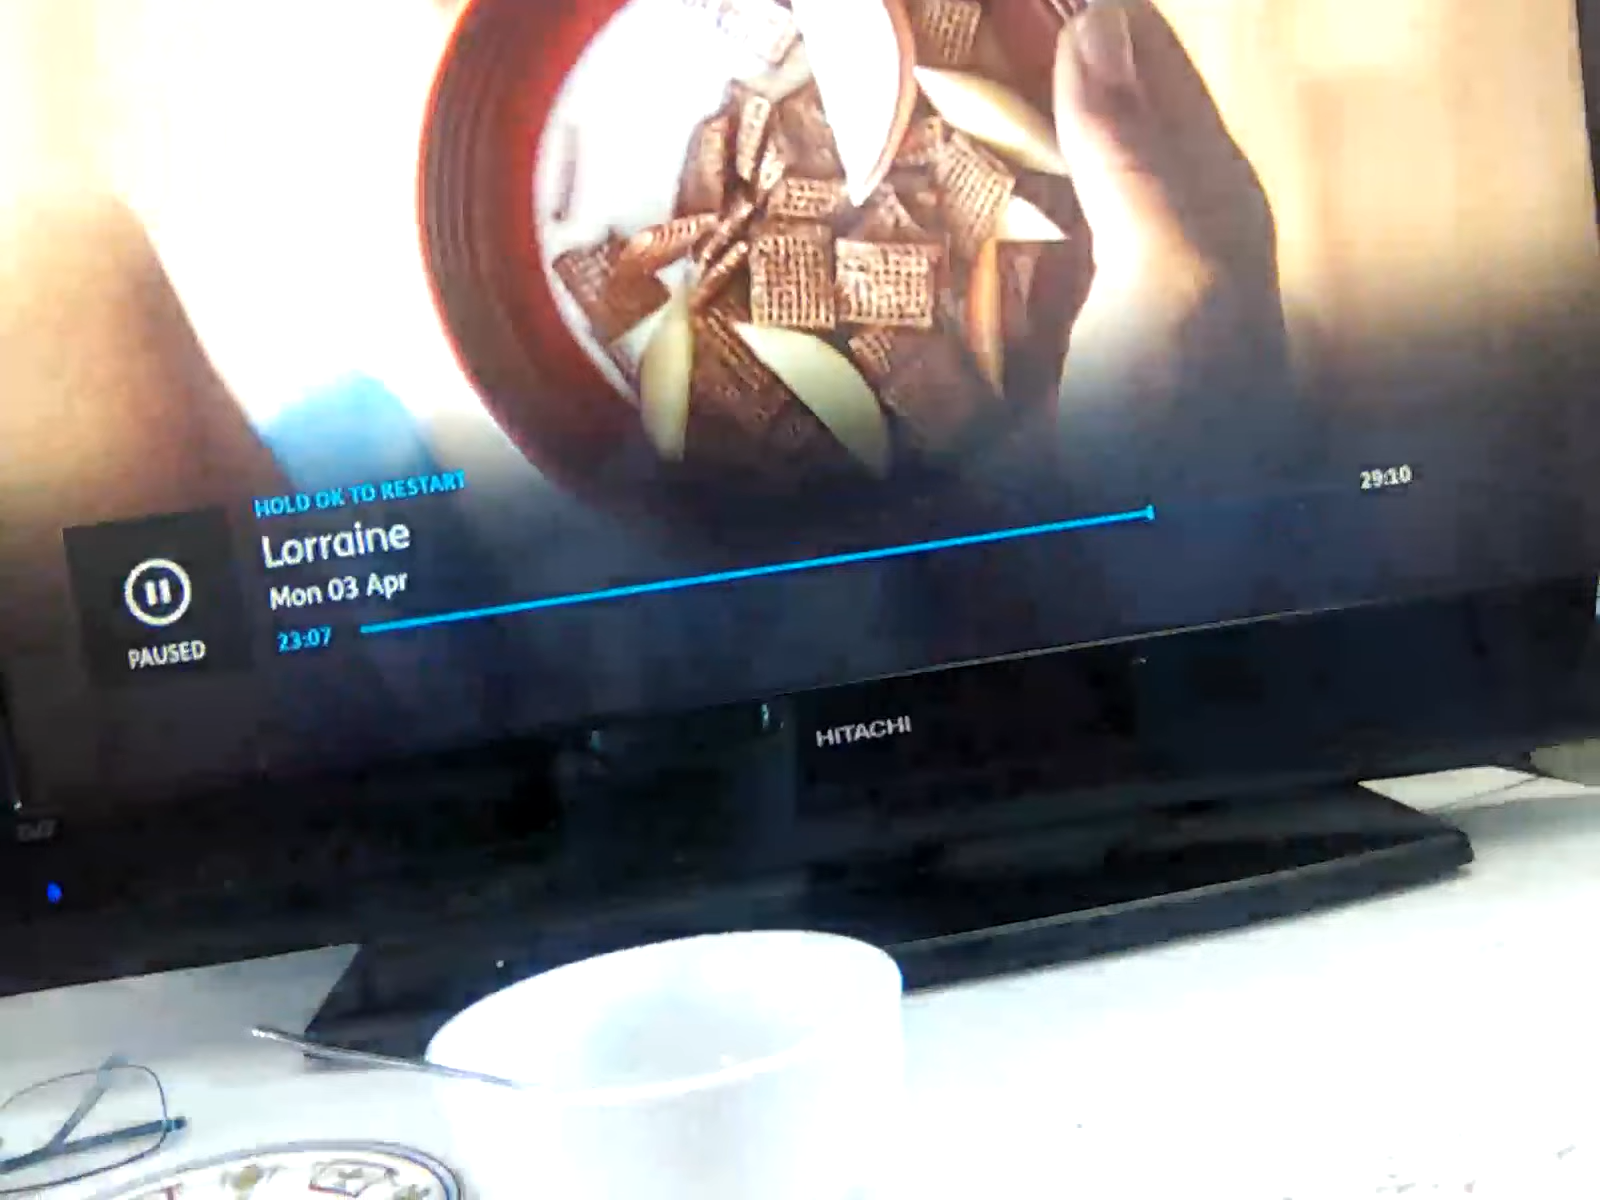 HOLD OK TO RESTART
Lorraine
Mon 03 Apr
PAUSED
23:07
29:10
HITACHI